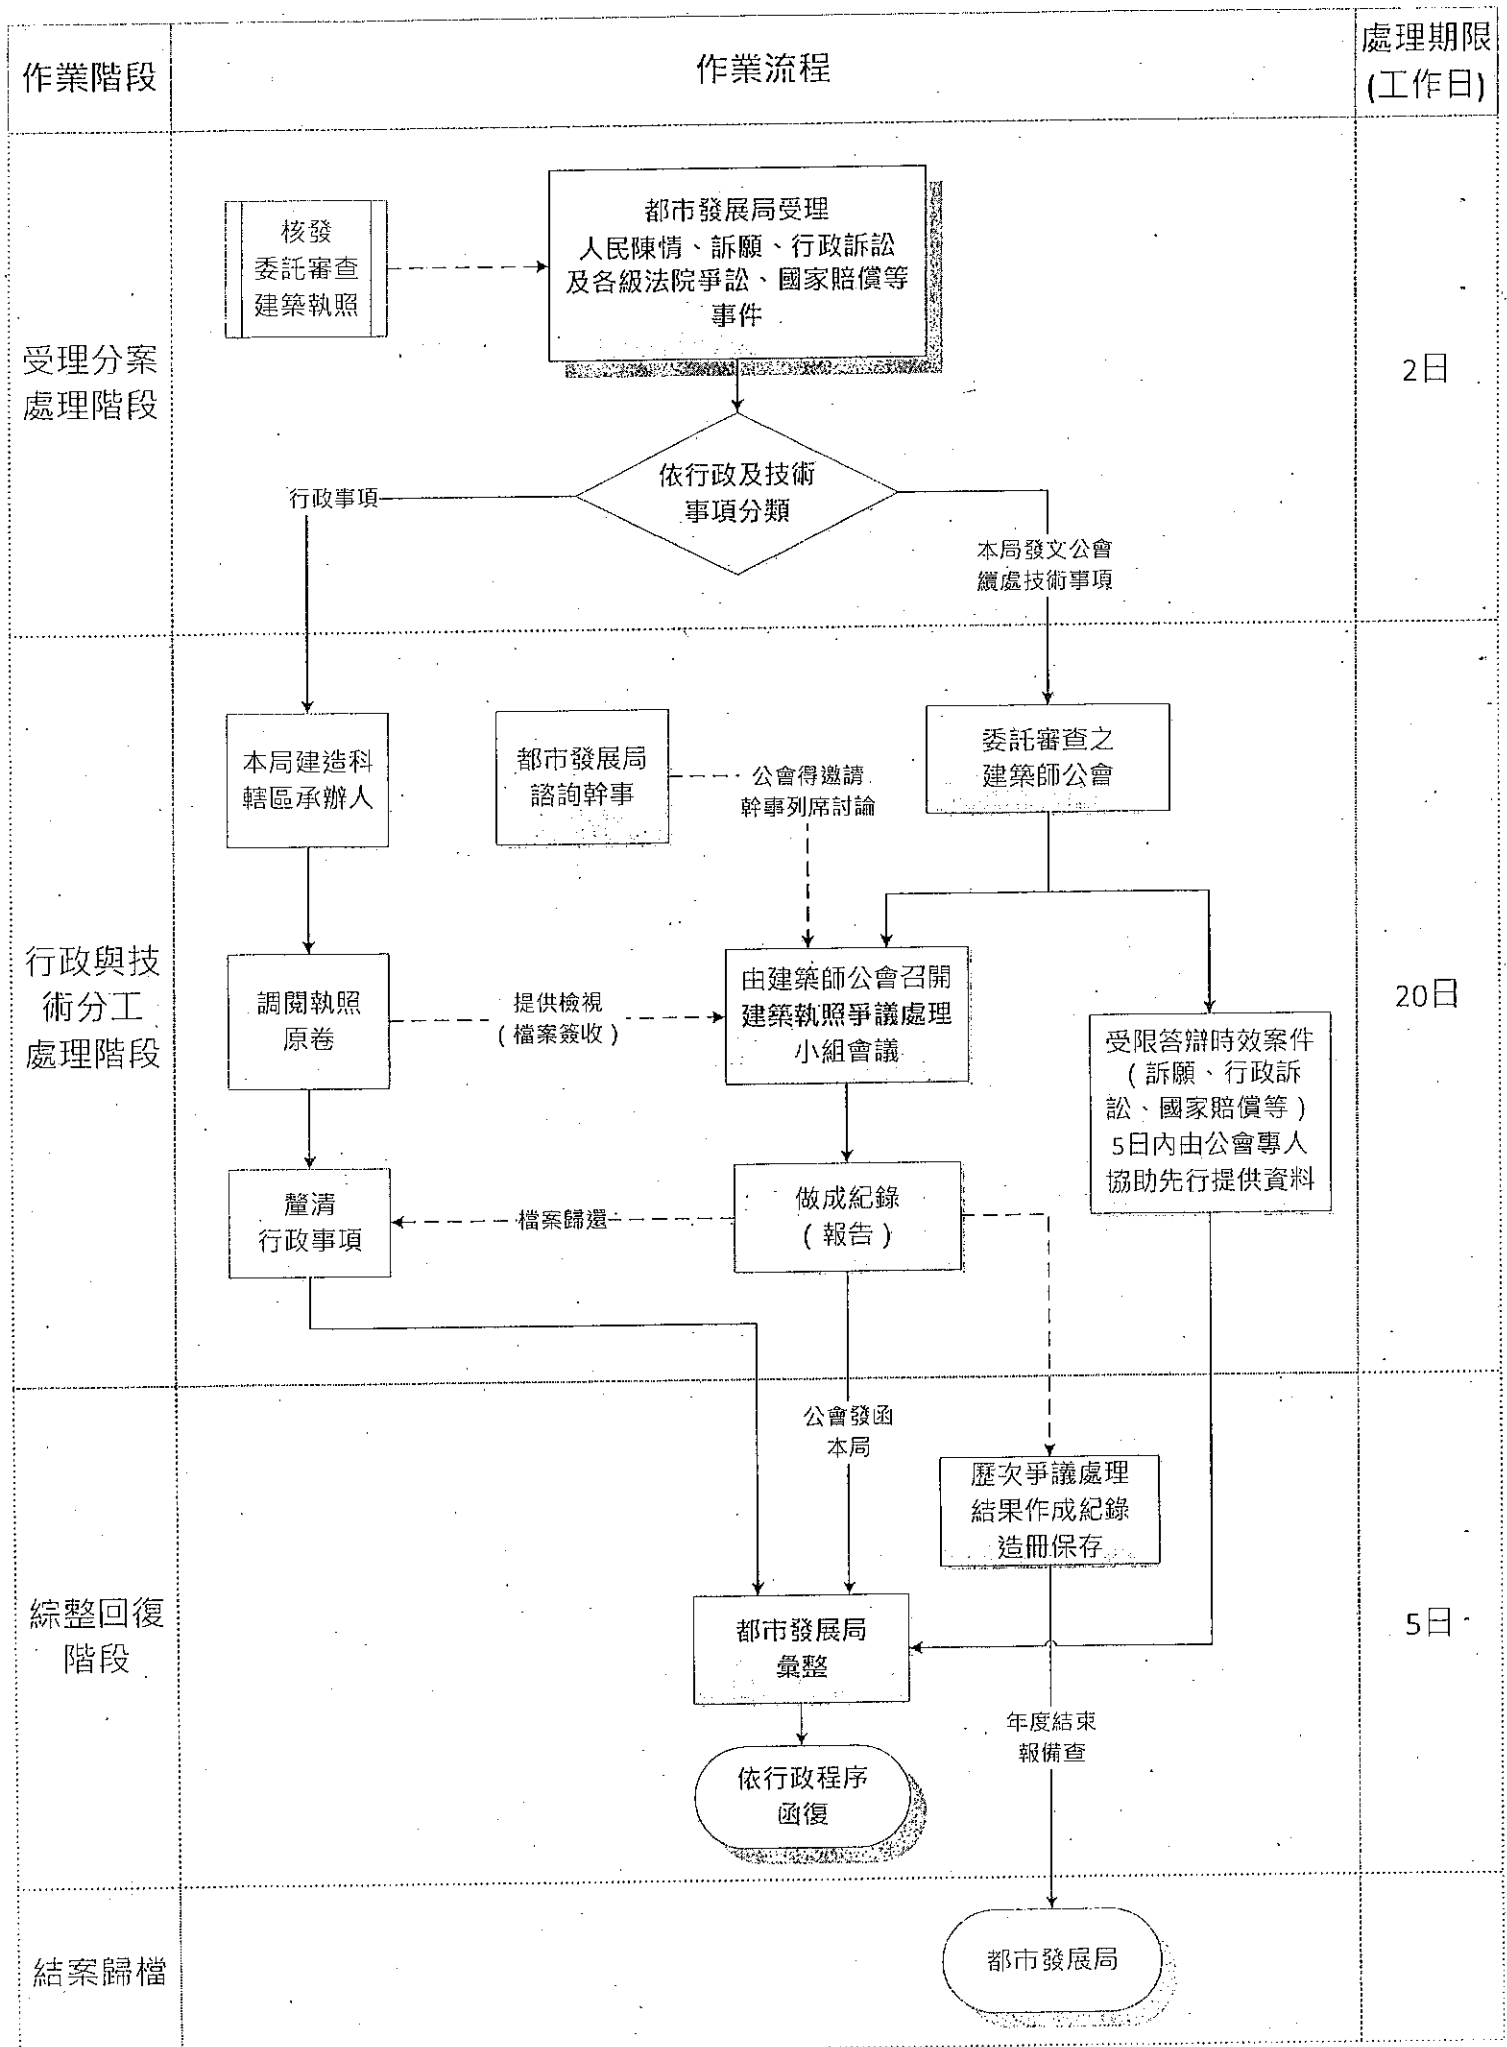 作業階段
作業流程
處理期限
(工作日)
受理分案
處理階段
核發
委託審查
建築執照
都市發展局受理
人民陳情、訴願、行政訴訟
及各級法院爭訟、國家賠償等
事件
2日
依行政及技術
事項分類
行政事項
本局發文公會
續處技術事項
行政與技
術分工
處理階段
本局建造科
轄區承辦人
都市發展局
諮詢幹事
公會得邀請
幹事列席討論
委託審查之
建築師公會
20日
調閱執照
原卷
提供檢視
(檔案簽收)
由建築師公會召開
建築執照爭議處理
小組會議
受限答辯時效案件
(訴願、行政訴
訟、國家賠償等)
5日內由公會專人
協助先行提供資料
釐清
行政事項
檔案歸還
做成紀錄
(報告)
綜整回復
階段
公會發函
本局
歷次爭議處理
結果作成紀錄
造冊保存
5日
都市發展局
彙整
年度結束
報備查
依行政程序
函復
結案歸檔
都市發展局